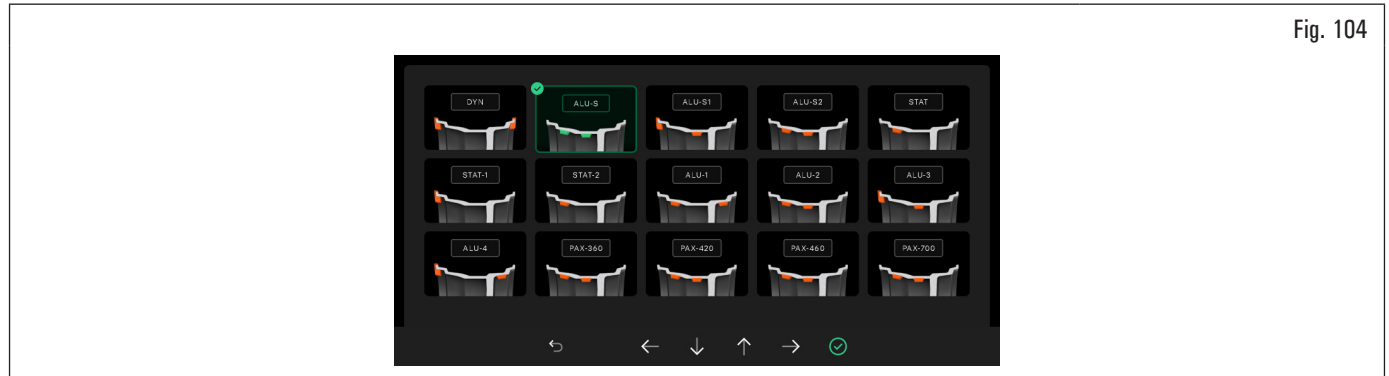 Fig. 104
DYN
ALU-S
ALU-S1
ALU-S2
STAT
STAT-1
STAT-2
ALU-1
ALU-2
ALU-3
ALU-4
PAX-360
PAX-420
PAX-460
PAX-700